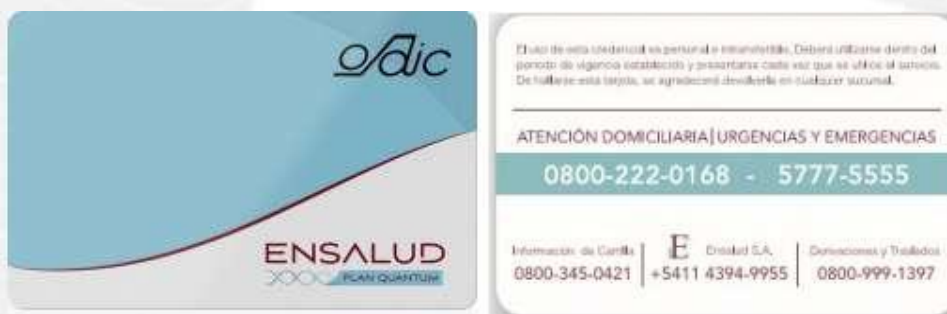 o/dic
ENSALUD
PLAN QUANTUM
El uso de esta credencial es personal e intransferible. Deberá utilizarse dentro del
periodo de vigencia establecido y presentarse cada vez que se utilice el servicio.
De hallarse esta tarjeta, se agradecerá devolverla en cualquier sucursal.
ATENCIÓN DOMICILIARIA|URGENCIAS Y EMERGENCIAS
0800-222-0168 - 5777-5555
Información de Cartilla
0800-345-0421
E Ensalud S.A.
+5411 4394-9955
Derivaciones y Traslados
0800-999-1397